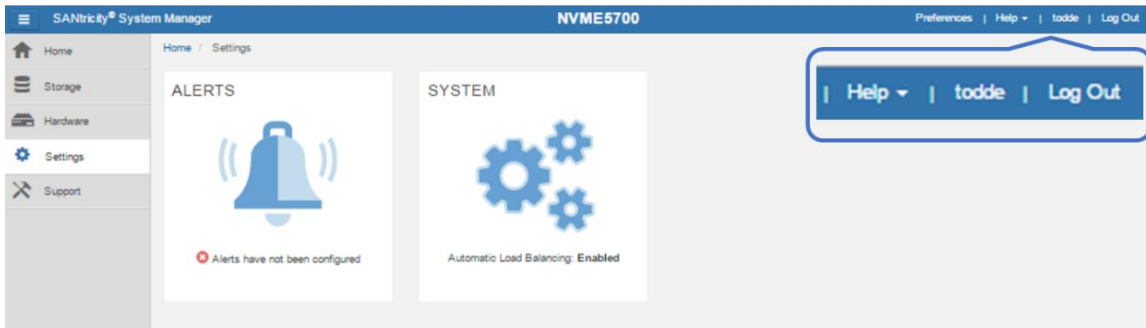 SANtricity® System Manager NVME5700 Preferences | Help | todde | Log Out
Home
Storage
Hardware
Settings
Support
Home / Settings
ALERTS
Alerts have not been configured
SYSTEM
Automatic Load Balancing: Enabled
| Help | todde | Log Out